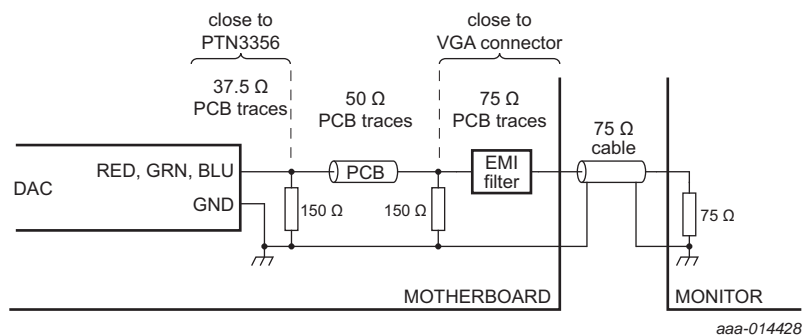 close to
PTN3356
close to
VGA connector
37.5 Ω
PCB traces
50 Ω
PCB traces
75 Ω
PCB traces
75 Ω
cable
DAC
RED, GRN, BLU
GND
PCB
EMI
filter
150 Ω
150 Ω
75 Ω
MOTHERBOARD
MONITOR
aaa-014428